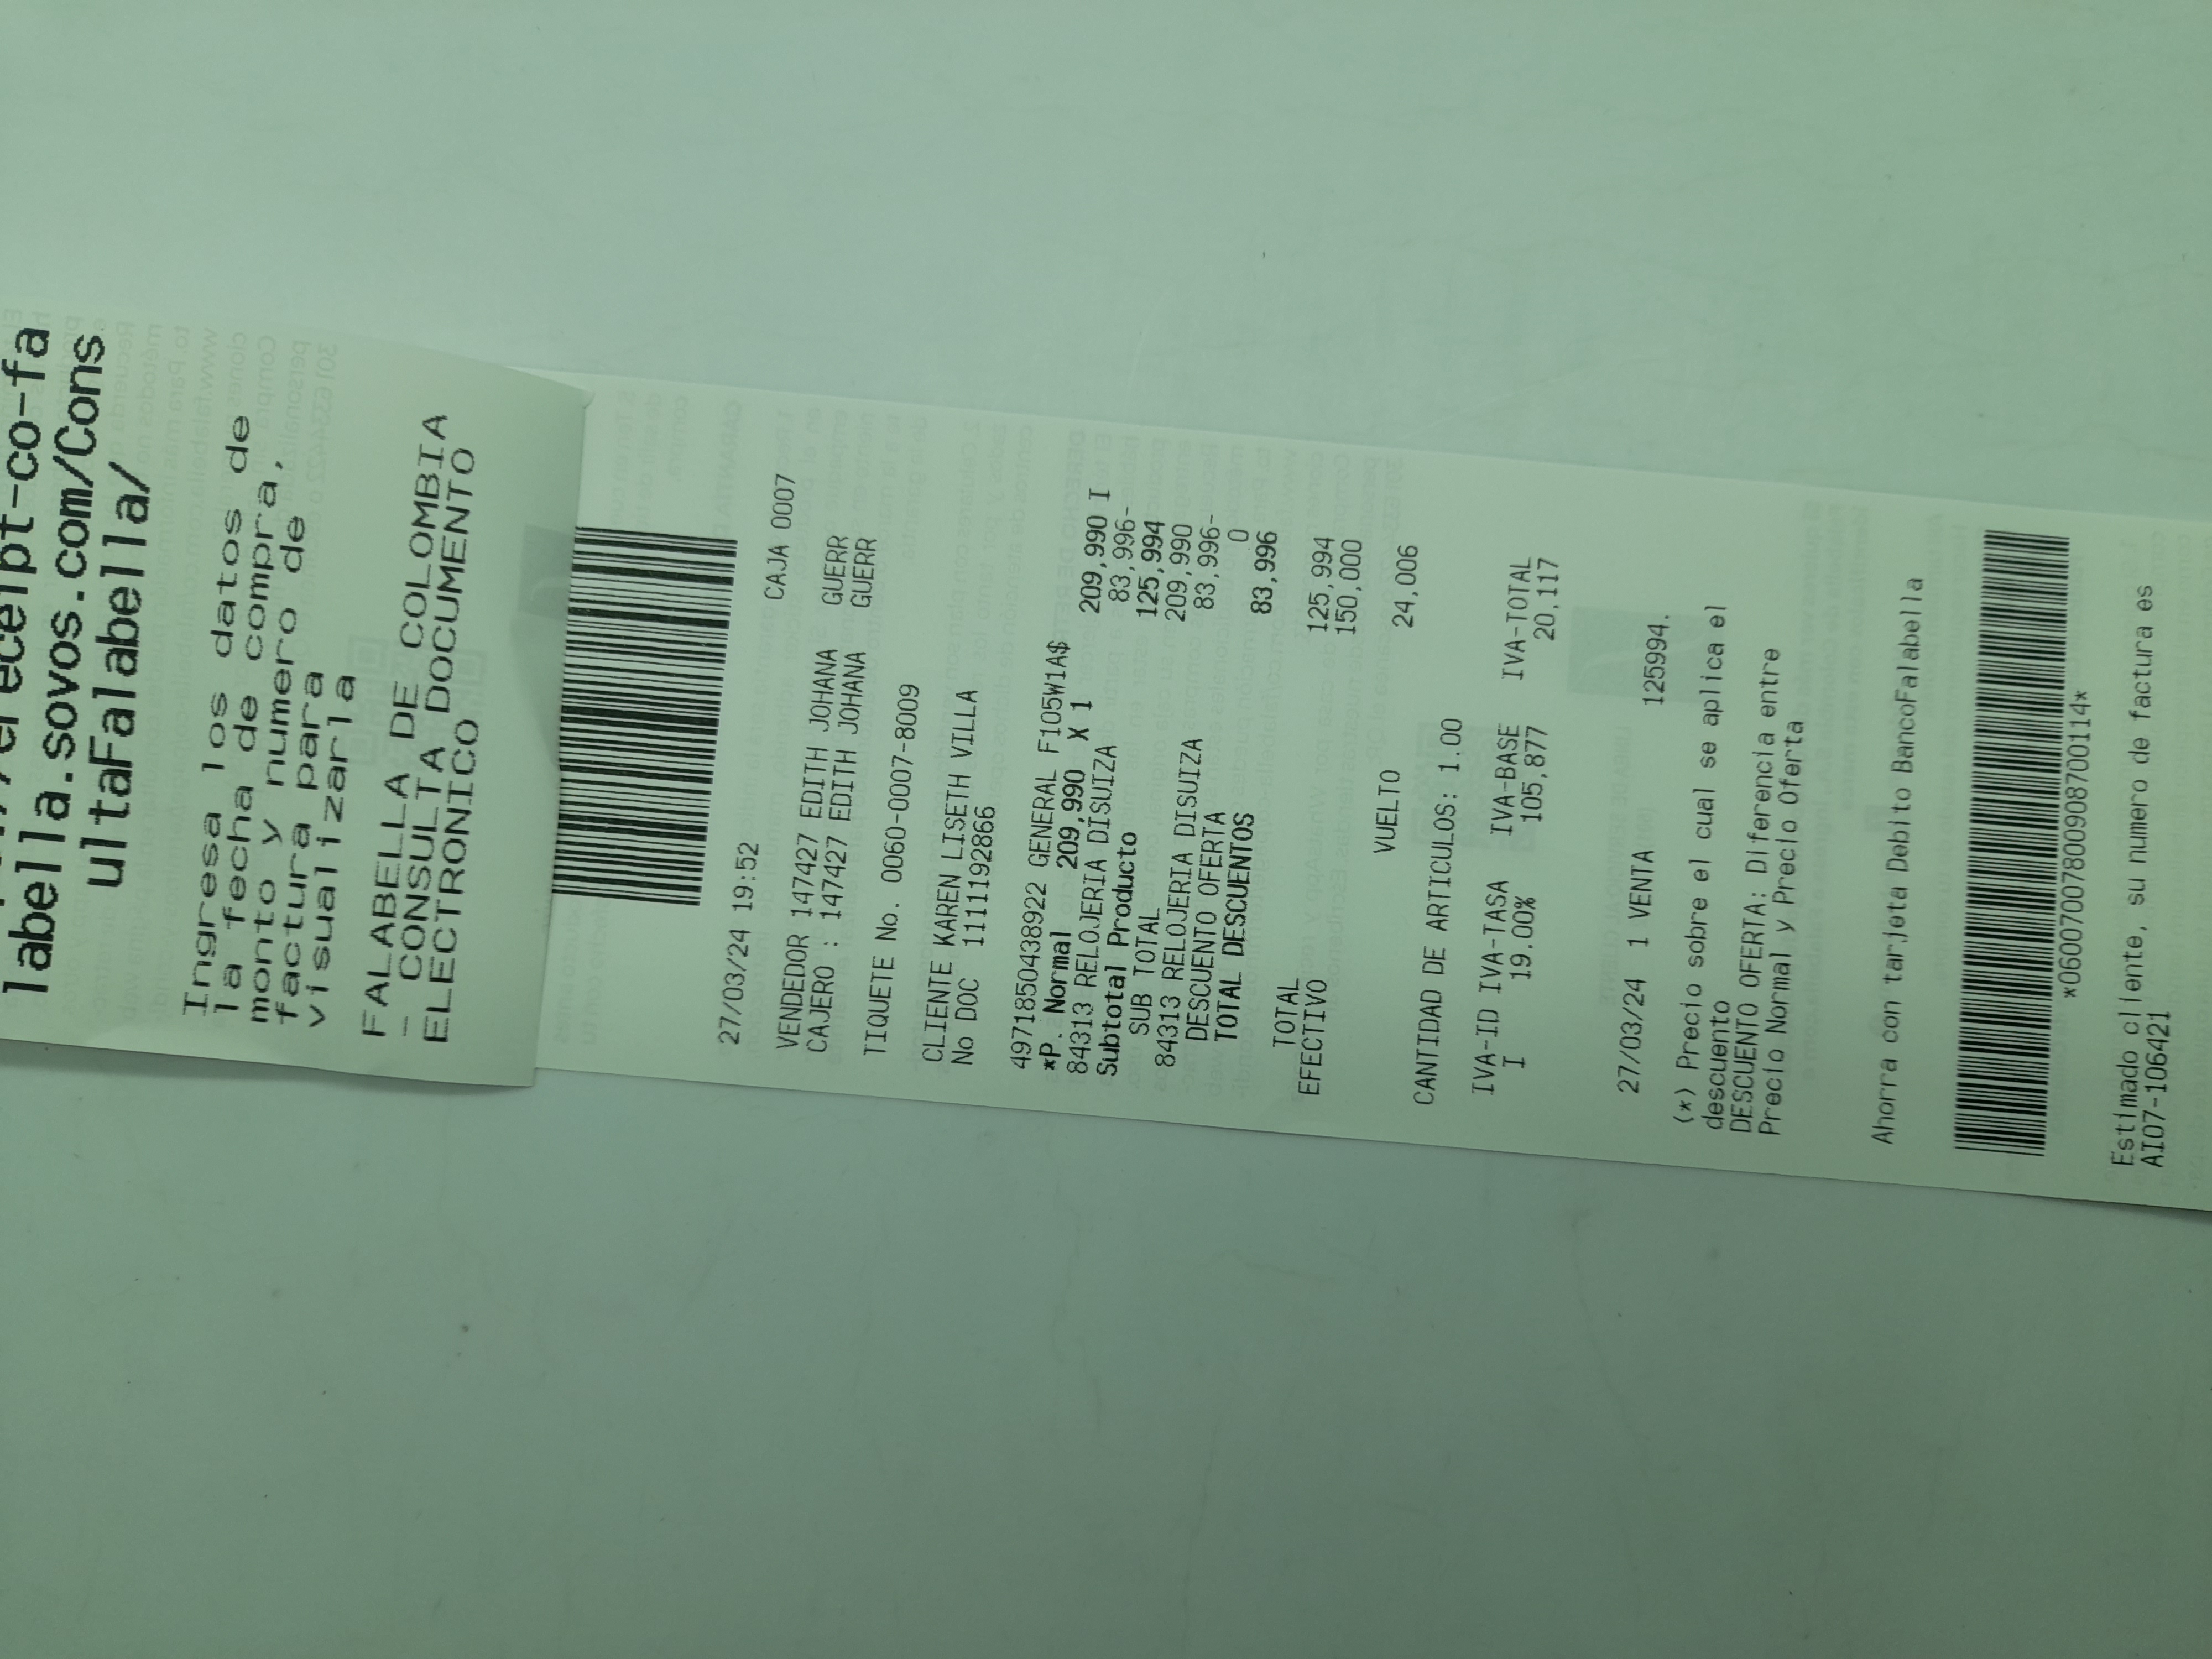 labella.sovos.com/Cons
ultaFalabella/
Ingresa los datos de
la fecha de compra,
monto y numero de
factura para
visualizarla
FALABELLA DE COLOMBIA
- CONSULTA DOCUMENTO
ELECTRONICO
27/03/24 19:52 CAJA 0007
VENDEDOR 147427 EDITH JOHANA GUERR
CAJERO : 147427 EDITH JOHANA GUERR
TIQUETE No. 0060-0007-8009
CLIENTE KAREN LISETH VILLA
No DOC 1111192866
4971850438922 GENERAL F105W1A$
*P. Normal 209,990 X 1 209,990 I
84313 RELOJERIA DISUIZA 83,996-
Subtotal Producto 125,994
SUB TOTAL 209,990
84313 RELOJERIA DISUIZA 83,996-
DESCUENTO OFERTA 0
TOTAL DESCUENTOS 83,996
TOTAL 125,994
EFECTIVO 150,000
VUELTO 24,006
CANTIDAD DE ARTICULOS: 1.00
IVA-ID IVA-TASA IVA-BASE IVA-TOTAL
I 19.00% 105,877 20,117
27/03/24 1 VENTA 125994.
(*) Precio sobre el cual se aplica el
descuento
DESCUENTO OFERTA: Diferencia entre
Precio Normal y Precio Oferta
Ahorra con tarjeta Debito BancoFalabella
*06007007800908700114*
Estimado cliente, su numero de factura es
AI07-106421